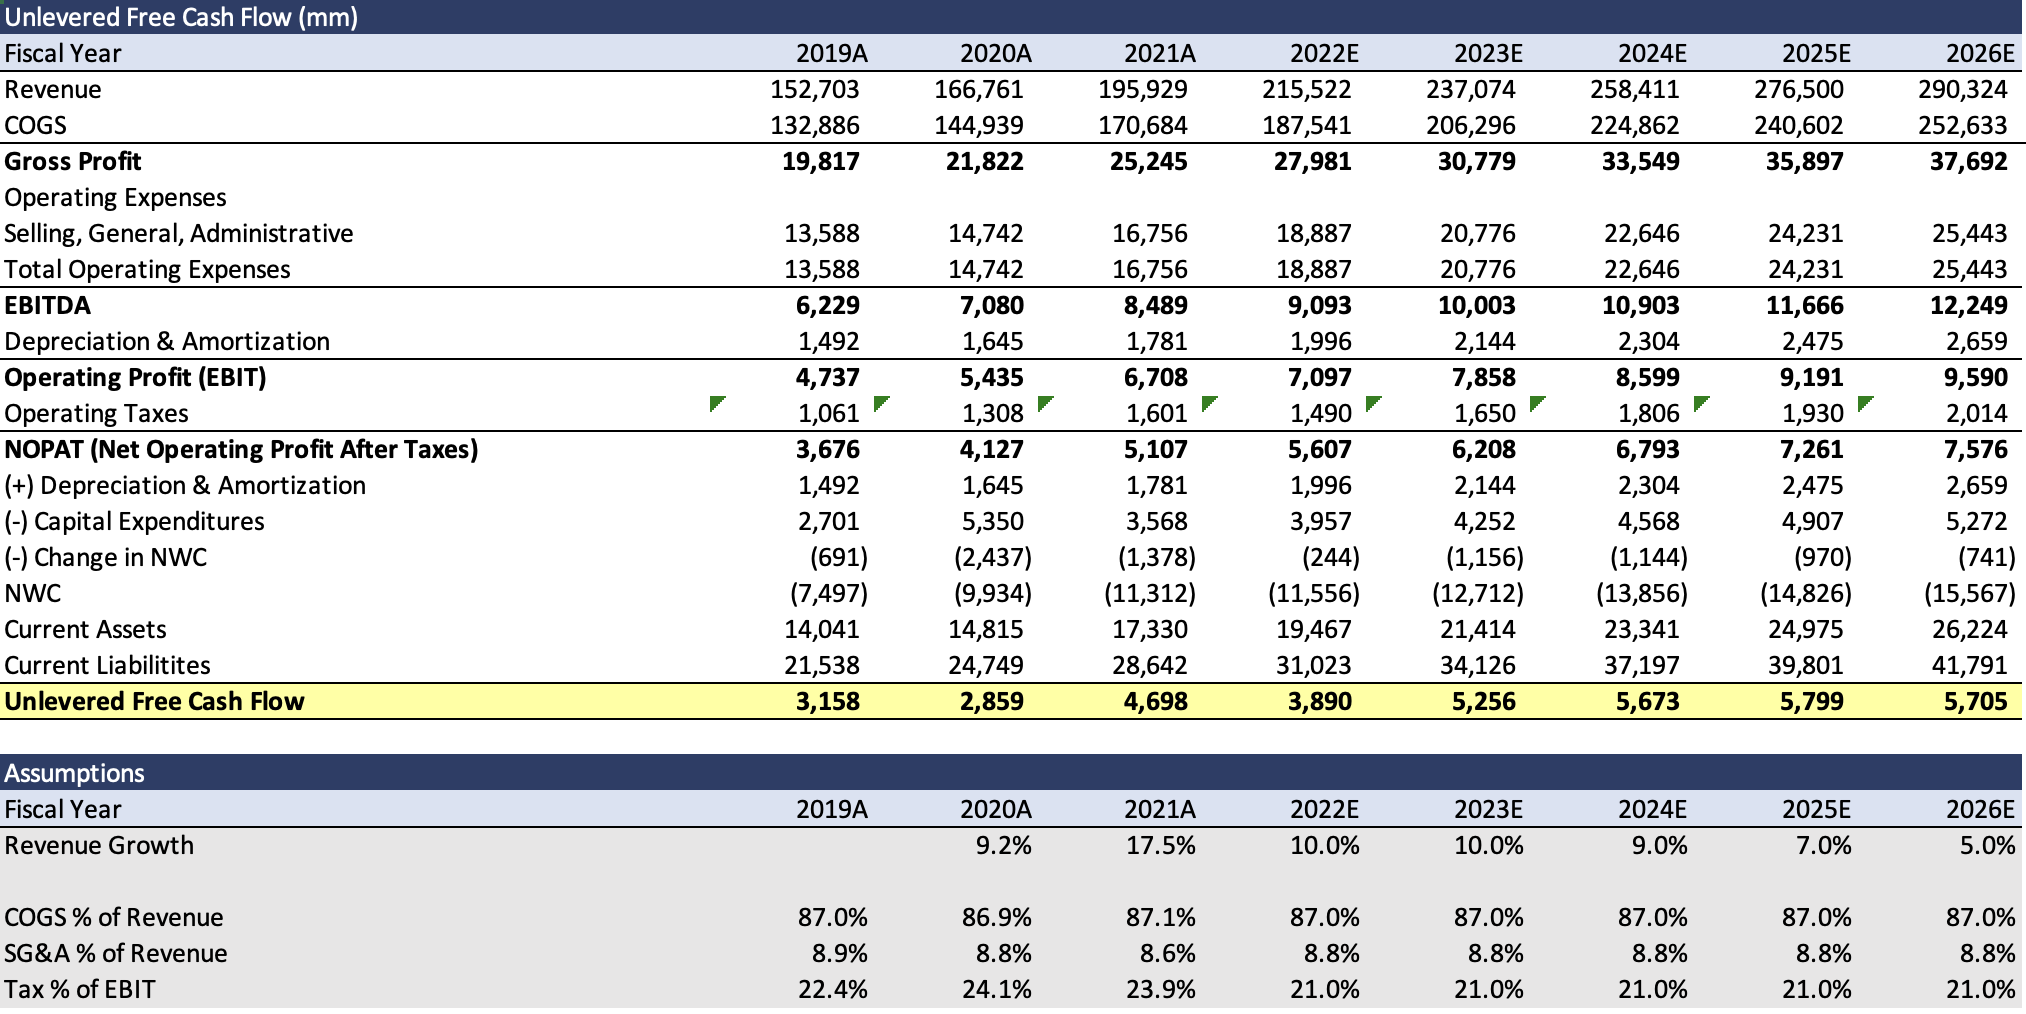 Unlevered Free Cash Flow (mm)
Fiscal Year 2019A 2020A 2021A 2022E 2023E 2024E 2025E 2026E
Revenue 152,703 166,761 195,929 215,522 237,074 258,411 276,500 290,324
COGS 132,886 144,939 170,684 187,541 206,296 224,862 240,602 252,633
Gross Profit 19,817 21,822 25,245 27,981 30,779 33,549 35,897 37,692
Operating Expenses
Selling, General, Administrative 13,588 14,742 16,756 18,887 20,776 22,646 24,231 25,443
Total Operating Expenses 13,588 14,742 16,756 18,887 20,776 22,646 24,231 25,443
EBITDA 6,229 7,080 8,489 9,093 10,003 10,903 11,666 12,249
Depreciation & Amortization 1,492 1,645 1,781 1,996 2,144 2,304 2,475 2,659
Operating Profit (EBIT) 4,737 5,435 6,708 7,097 7,858 8,599 9,191 9,590
Operating Taxes 1,061 1,308 1,601 1,490 1,650 1,806 1,930 2,014
NOPAT (Net Operating Profit After Taxes) 3,676 4,127 5,107 5,607 6,208 6,793 7,261 7,576
(+) Depreciation & Amortization 1,492 1,645 1,781 1,996 2,144 2,304 2,475 2,659
(-) Capital Expenditures 2,701 5,350 3,568 3,957 4,252 4,568 4,907 5,272
(-) Change in NWC (691) (2,437) (1,378) (244) (1,156) (1,144) (970) (741)
NWC (7,497) (9,934) (11,312) (11,556) (12,712) (13,856) (14,826) (15,567)
Current Assets 14,041 14,815 17,330 19,467 21,414 23,341 24,975 26,224
Current Liabilitites 21,538 24,749 28,642 31,023 34,126 37,197 39,801 41,791
Unlevered Free Cash Flow 3,158 2,859 4,698 3,890 5,256 5,673 5,799 5,705
Assumptions
Fiscal Year 2019A 2020A 2021A 2022E 2023E 2024E 2025E 2026E
Revenue Growth 9.2% 17.5% 10.0% 10.0% 9.0% 7.0% 5.0%
COGS % of Revenue 87.0% 86.9% 87.1% 87.0% 87.0% 87.0% 87.0% 87.0%
SG&A % of Revenue 8.9% 8.8% 8.6% 8.8% 8.8% 8.8% 8.8% 8.8%
Tax % of EBIT 22.4% 24.1% 23.9% 21.0% 21.0% 21.0% 21.0% 21.0%